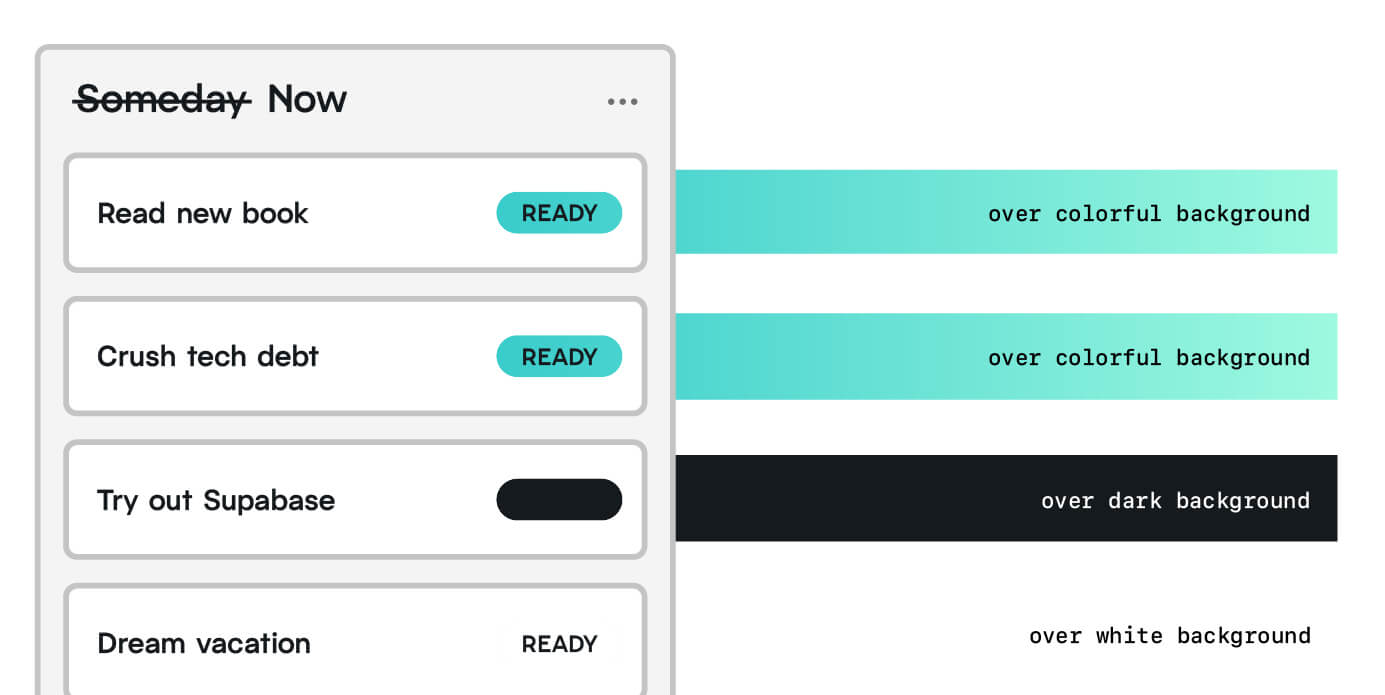 Someday Now
Read new book READY over colorful background
Crush tech debt READY over colorful background
Try out Supabase over dark background
Dream vacation READY over white background